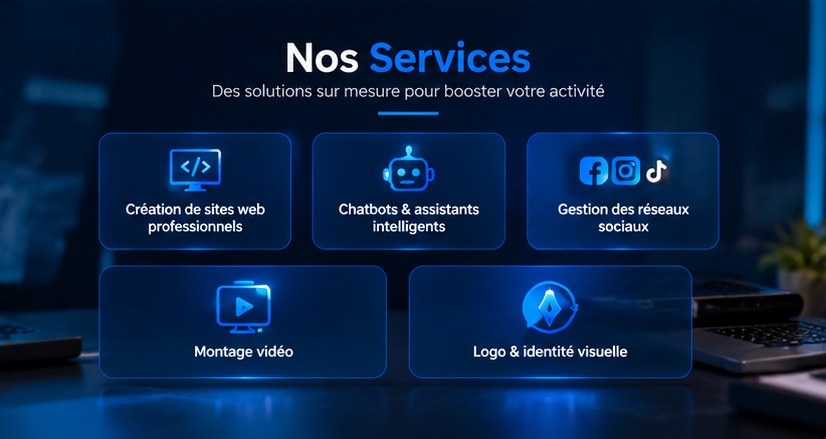 Nos Services
Des solutions sur mesure pour booster votre activité
Création de sites web
professionnels
Chatbots & assistants
intelligents
Gestion des réseaux
sociaux
Montage vidéo
Logo & identité visuelle